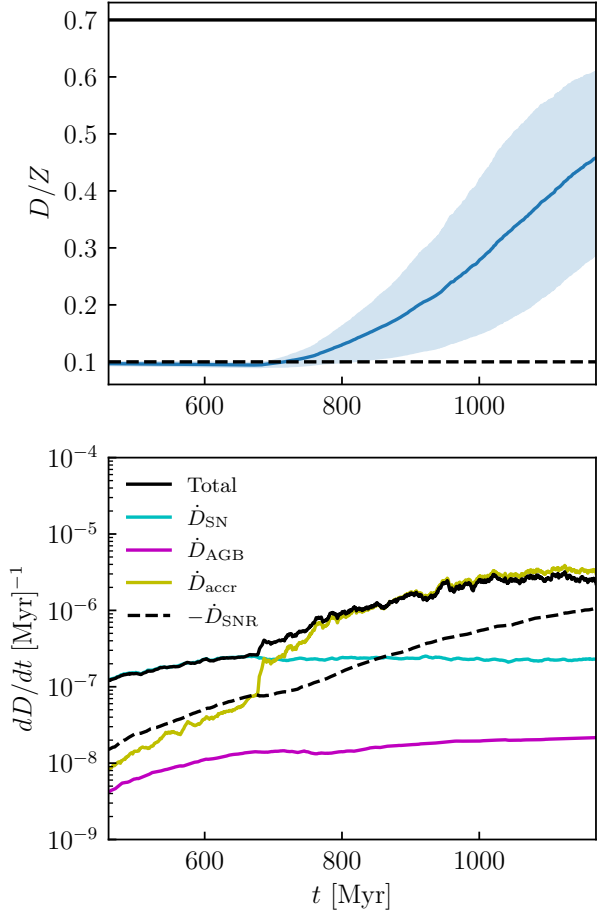 0.7
0.6
0.5
0.4
0.3
0.2
0.1
D/Z
600
800
1000
10⁻⁴
10⁻⁵
10⁻⁶
10⁻⁷
10⁻⁸
10⁻⁹
dD/dt [Myr]⁻¹
Total
Ḋ_SN
Ḋ_AGB
Ḋ_accr
−Ḋ_SNR
600
800
1000
t [Myr]